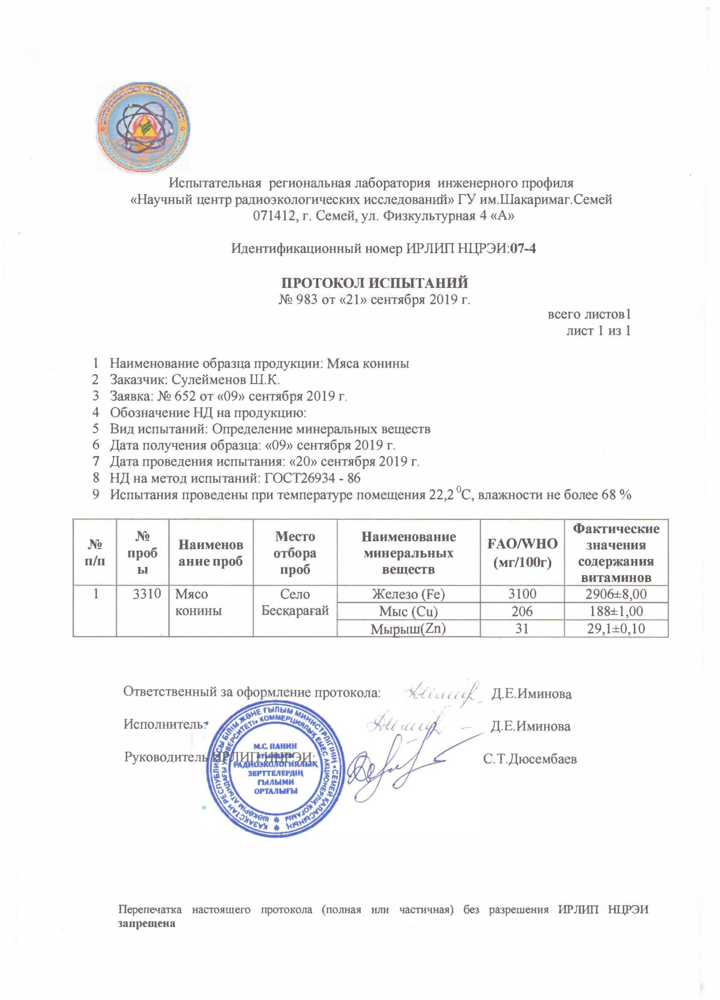 Испытательная региональная лаборатория инженерного профиля
«Научный центр радиоэкологических исследований» ГУ им.Шакаримаг.Семей
071412, г. Семей, ул. Физкультурная 4 «А»
Идентификационный номер ИРЛИП НЦРЭИ:07-4
ПРОТОКОЛ ИСПЫТАНИЙ
№ 983 от «21» сентября 2019 г.
всего листов1
лист 1 из 1
1 Наименование образца продукции: Мяса конины
2 Заказчик: Сулейменов Ш.К.
3 Заявка: № 652 от «09» сентября 2019 г.
4 Обозначение НД на продукцию:
5 Вид испытаний: Определение минеральных веществ
6 Дата получения образца: «09» сентября 2019 г.
7 Дата проведения испытания: «20» сентября 2019 г.
8 НД на метод испытаний: ГОСТ26934 - 86
9 Испытания проведены при температуре помещения 22,2 ⁰С, влажности не более 68 %
№ п/п № проб ы Наименов ание проб Место отбора проб Наименование минеральных веществ FAO/WHO (мг/100г) Фактические значения содержания витаминов
1 3310 Мясо конины Село Бесқарағай Железо (Fe) 3100 2906±8,00
Мыс (Cu) 206 188±1,00
Мырыш(Zn) 31 29,1±0,10
Ответственный за оформление протокола: Д.Е.Иминова
Исполнитель: Д.Е.Иминова
Руководитель ИРЛИП НЦРЭИ: С.Т.Дюсембаев
ҚАЗАҚСТАН РЕСПУБЛИКАСЫ БІЛІМ ЖӘНЕ ҒЫЛЫМ МИНИСТРЛІГІНІҢ «СЕМЕЙ ҚАЛАСЫНЫҢ
ШӘКӘРІМ АТЫНДАҒЫ УНИВЕРСИТЕТІ» КОММЕРЦИЯЛЫҚ ЕМЕС АКЦИОНЕРЛІК ҚОҒАМЫ
М.С. ПАНИН
атындағы
РАДИОЭКОЛОГИЯЛЫҚ
ЗЕРТТЕЛЕРДІҢ
ҒЫЛЫМИ
ОРТАЛЫҒЫ
Перепечатка настоящего протокола (полная или частичная) без разрешения ИРЛИП НЦРЭИ
запрещена